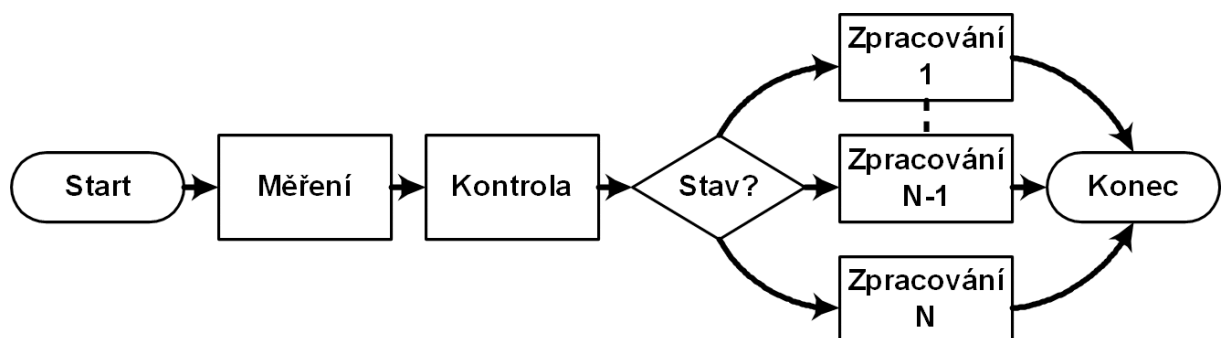 Start
Měření
Kontrola
Stav?
Zpracování
1
Zpracování
N-1
Zpracování
N
Konec